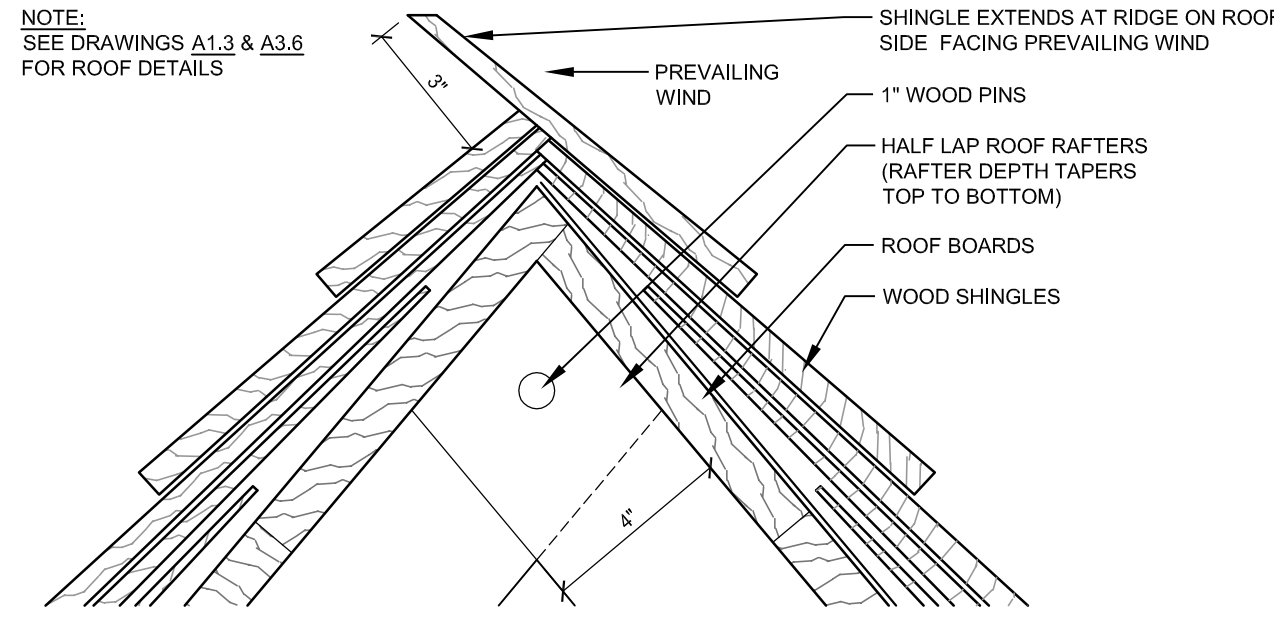 NOTE:
SEE DRAWINGS A1.3 & A3.6
FOR ROOF DETAILS
SHINGLE EXTENDS AT RIDGE ON ROOF
SIDE FACING PREVAILING WIND
3"
PREVAILING
WIND
1" WOOD PINS
HALF LAP ROOF RAFTERS
(RAFTER DEPTH TAPERS
TOP TO BOTTOM)
ROOF BOARDS
WOOD SHINGLES
4"